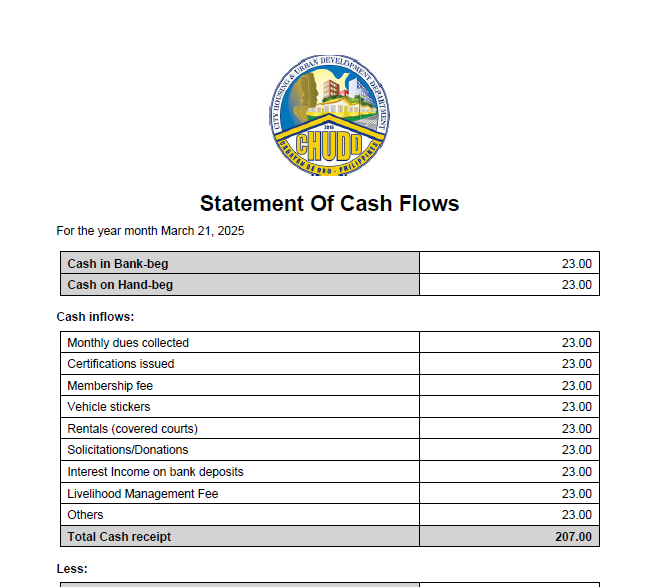 CITY HOUSING & URBAN DEVELOPMENT DEPARTMENT
2016
CHUDD
CAGAYAN DE ORO - PHILIPPINES
Statement Of Cash Flows
For the year month March 21, 2025
Cash in Bank-beg 23.00
Cash on Hand-beg 23.00
Cash inflows:
Monthly dues collected 23.00
Certifications issued 23.00
Membership fee 23.00
Vehicle stickers 23.00
Rentals (covered courts) 23.00
Solicitations/Donations 23.00
Interest Income on bank deposits 23.00
Livelihood Management Fee 23.00
Others 23.00
Total Cash receipt 207.00
Less: